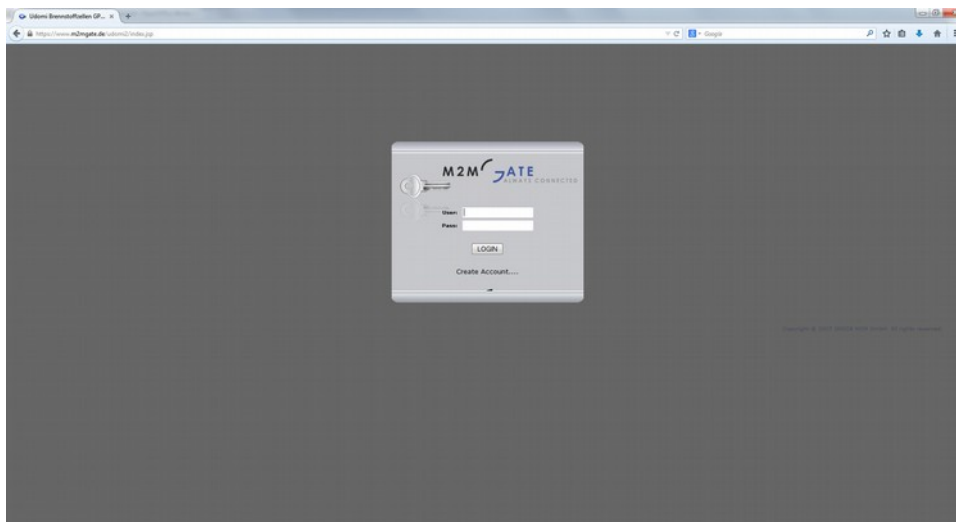 Udomi Brennstoffzellen GP...
https://www.m2mgate.de/udomi2/index.jsp
Google
M2M GATE
ALWAYS CONNECTED
User:
Pass:
LOGIN
Create Account....